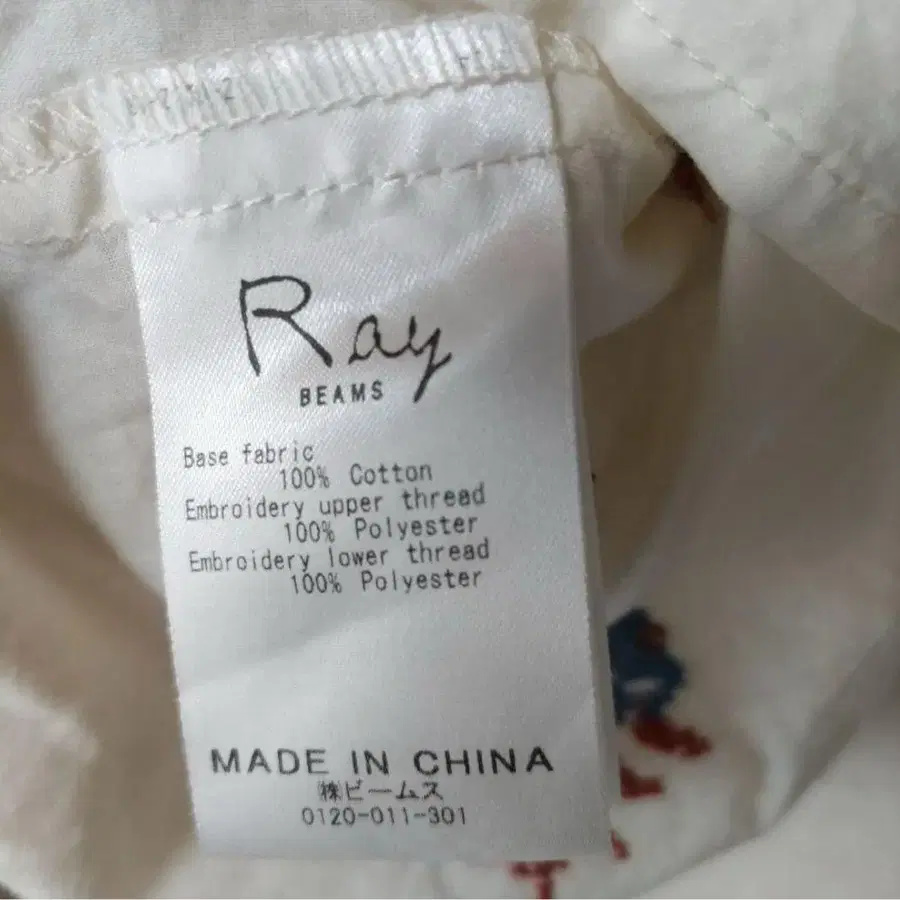 Ray
BEAMS
Base fabric
100% Cotton
Embroidery upper thread
100% Polyester
Embroidery lower thread
100% Polyester
MADE IN CHINA
㈱ビームス
0120-011-301